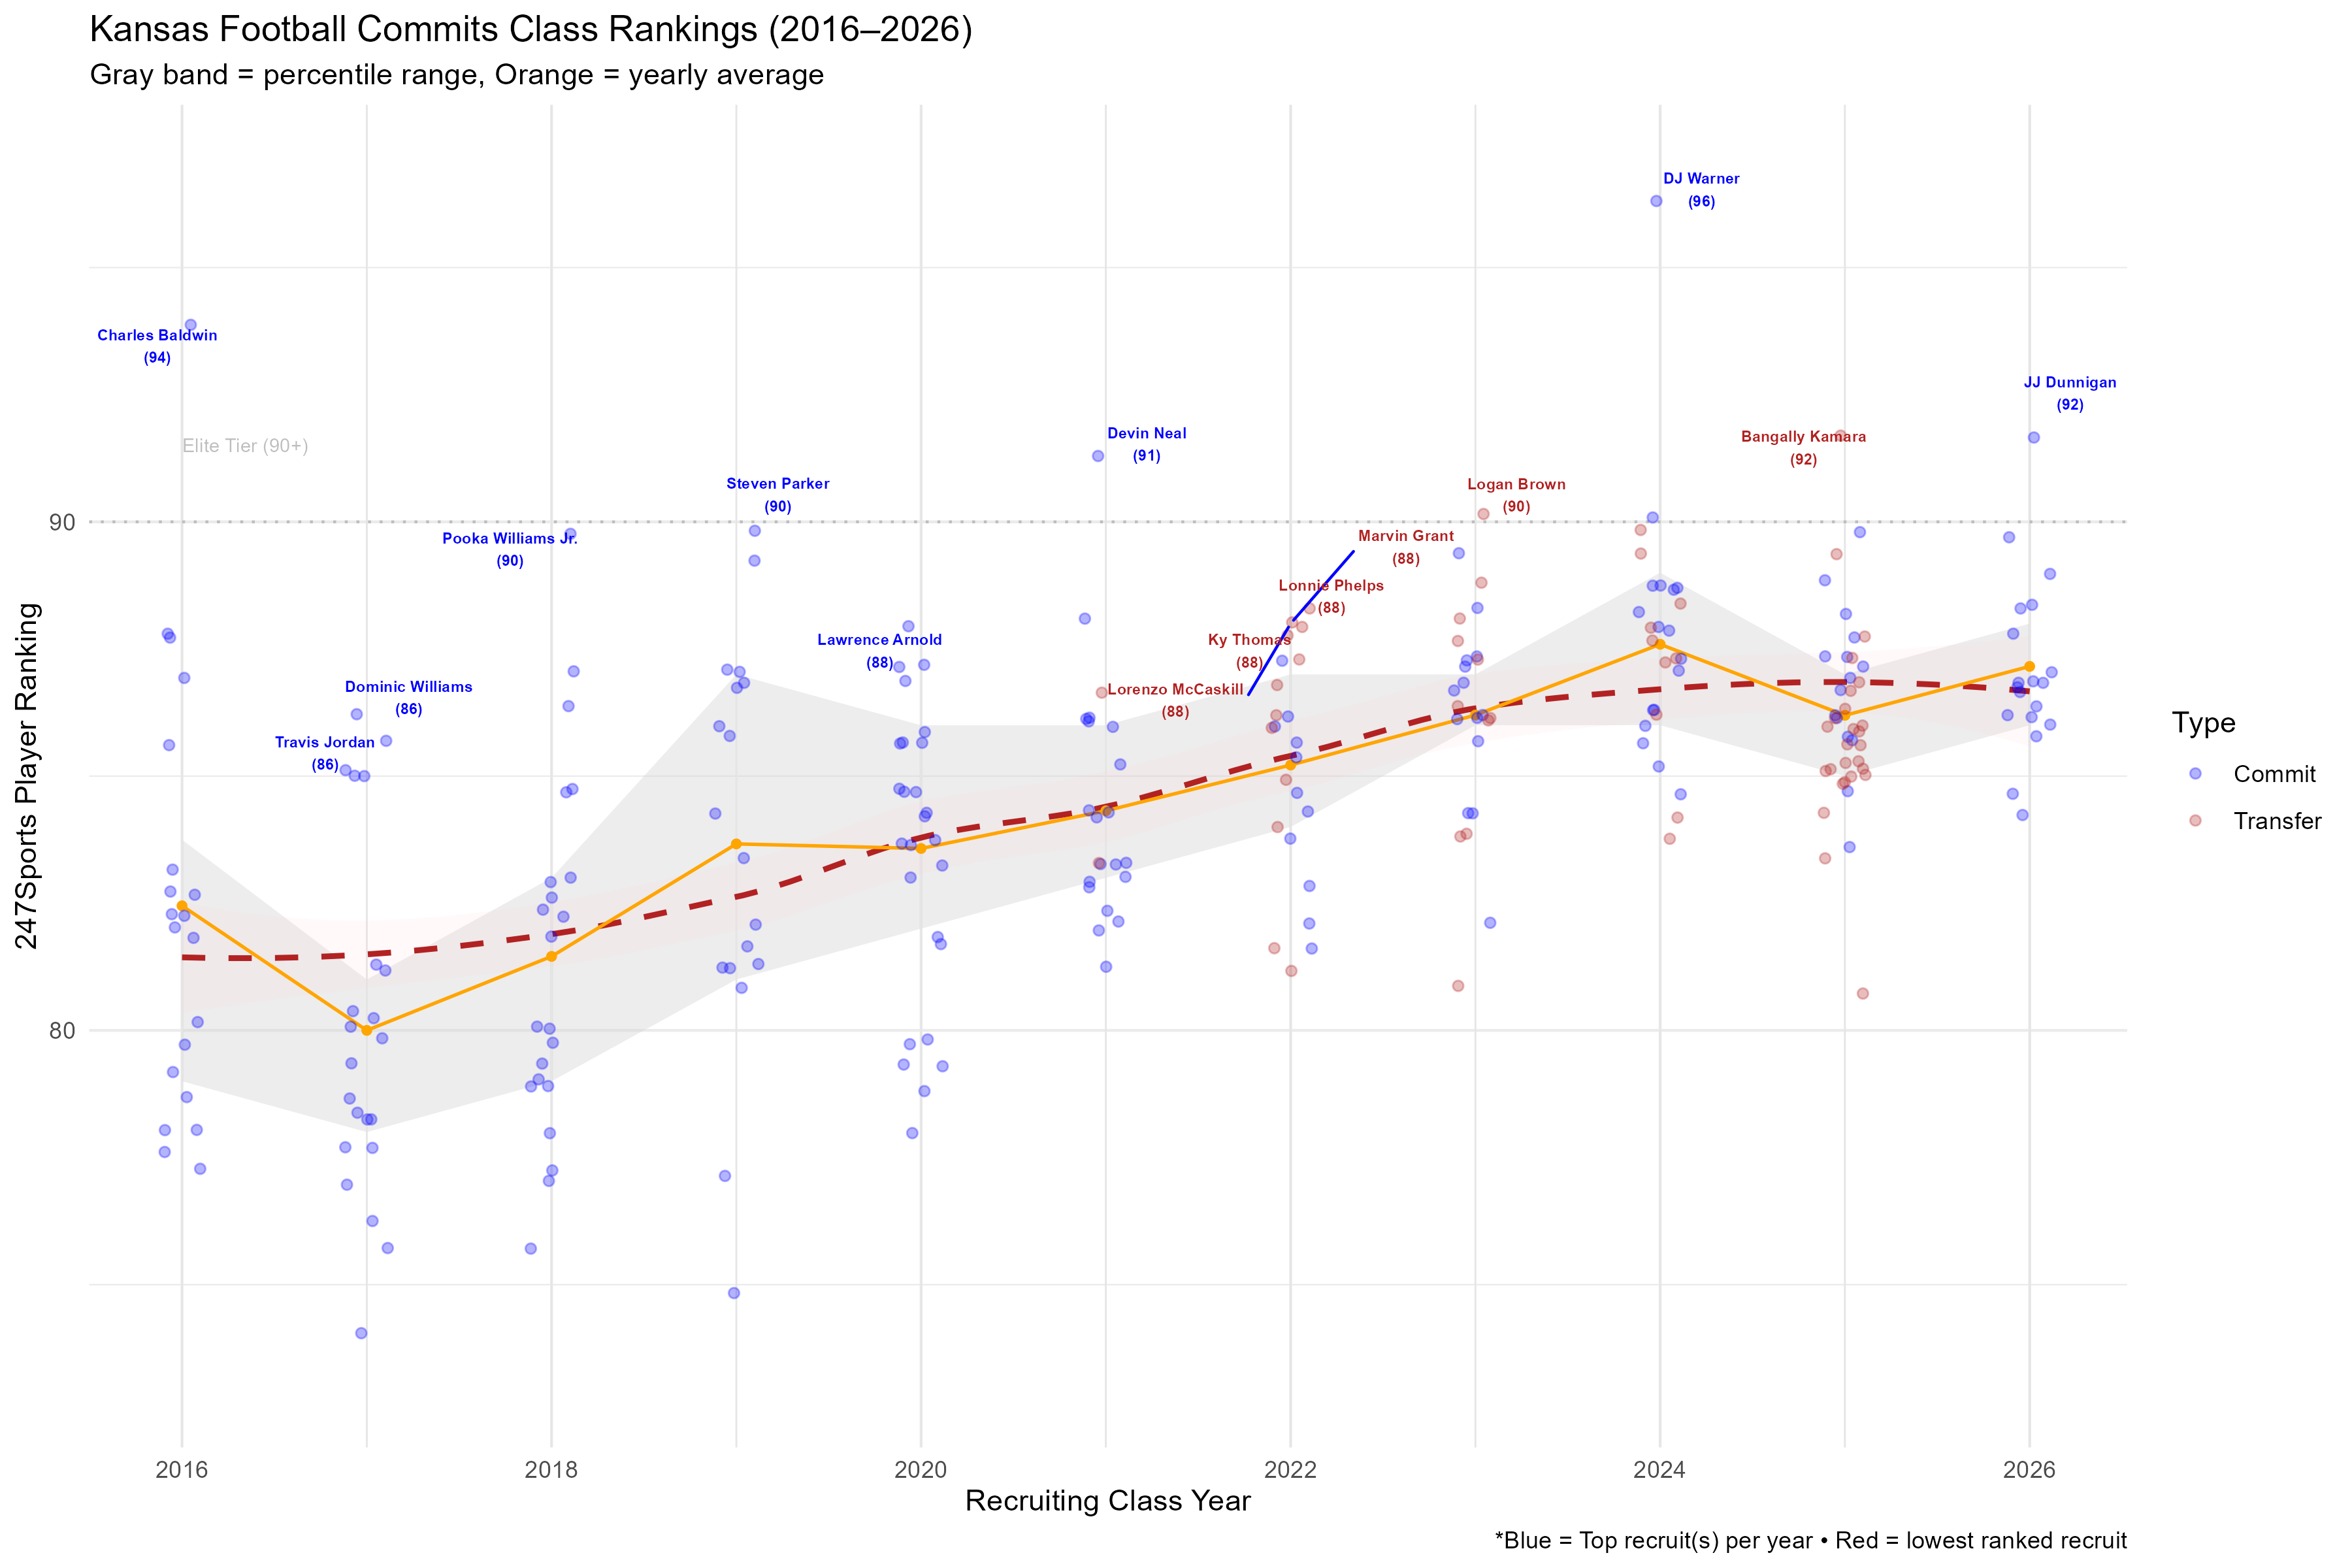 Kansas Football Commits Class Rankings (2016–2026)
Gray band = percentile range, Orange = yearly average
DJ Warner
(96)
Charles Baldwin
(94)
JJ Dunnigan
(92)
Elite Tier (90+)
Devin Neal
(91)
Bangally Kamara
(92)
Steven Parker
(90)
Logan Brown
(90)
90
Pooka Williams Jr.
(90)
Marvin Grant
(88)
Lonnie Phelps
(88)
Lawrence Arnold
(88)
Ky Thomas
(88)
Dominic Williams
(86)
Lorenzo McCaskill
(88)
Travis Jordan
(86)
80
247Sports Player Ranking
Type
Commit
Transfer
2016
2018
2020
2022
2024
2026
Recruiting Class Year
*Blue = Top recruit(s) per year • Red = lowest ranked recruit